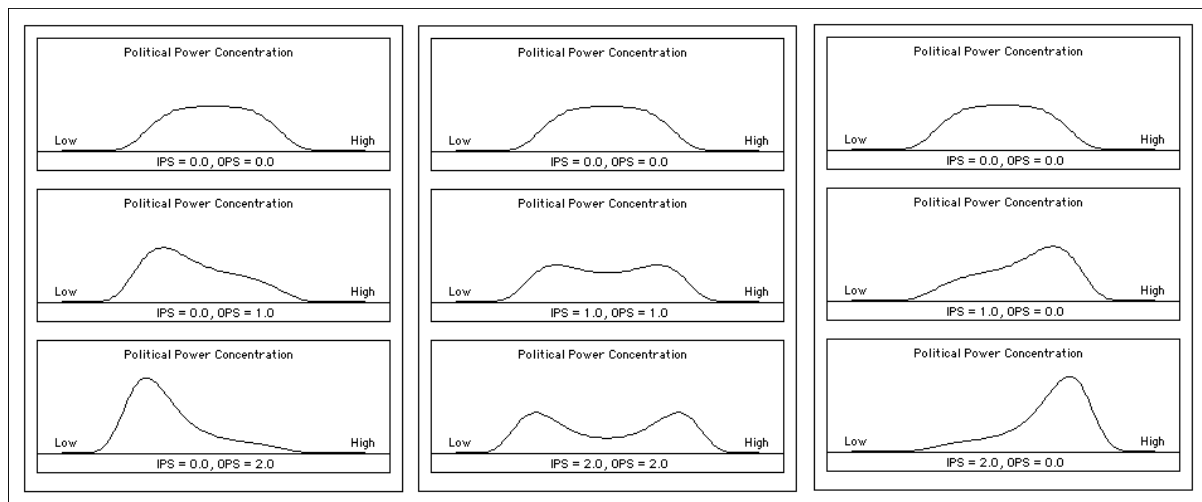 Political Power Concentration
Low High
IPS = 0.0, OPS = 0.0
Political Power Concentration
Low High
IPS = 0.0, OPS = 1.0
Political Power Concentration
Low High
IPS = 0.0, OPS = 2.0
Political Power Concentration
Low High
IPS = 0.0, OPS = 0.0
Political Power Concentration
Low High
IPS = 1.0, OPS = 1.0
Political Power Concentration
Low High
IPS = 2.0, OPS = 2.0
Political Power Concentration
Low High
IPS = 0.0, OPS = 0.0
Political Power Concentration
Low High
IPS = 1.0, OPS = 0.0
Political Power Concentration
Low High
IPS = 2.0, OPS = 0.0